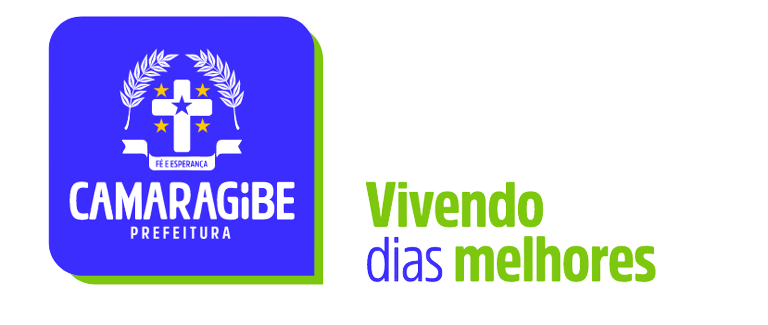 FÉ E ESPERANÇA
CAMARAGiBE
PREFEITURA
Vivendo
dias melhores